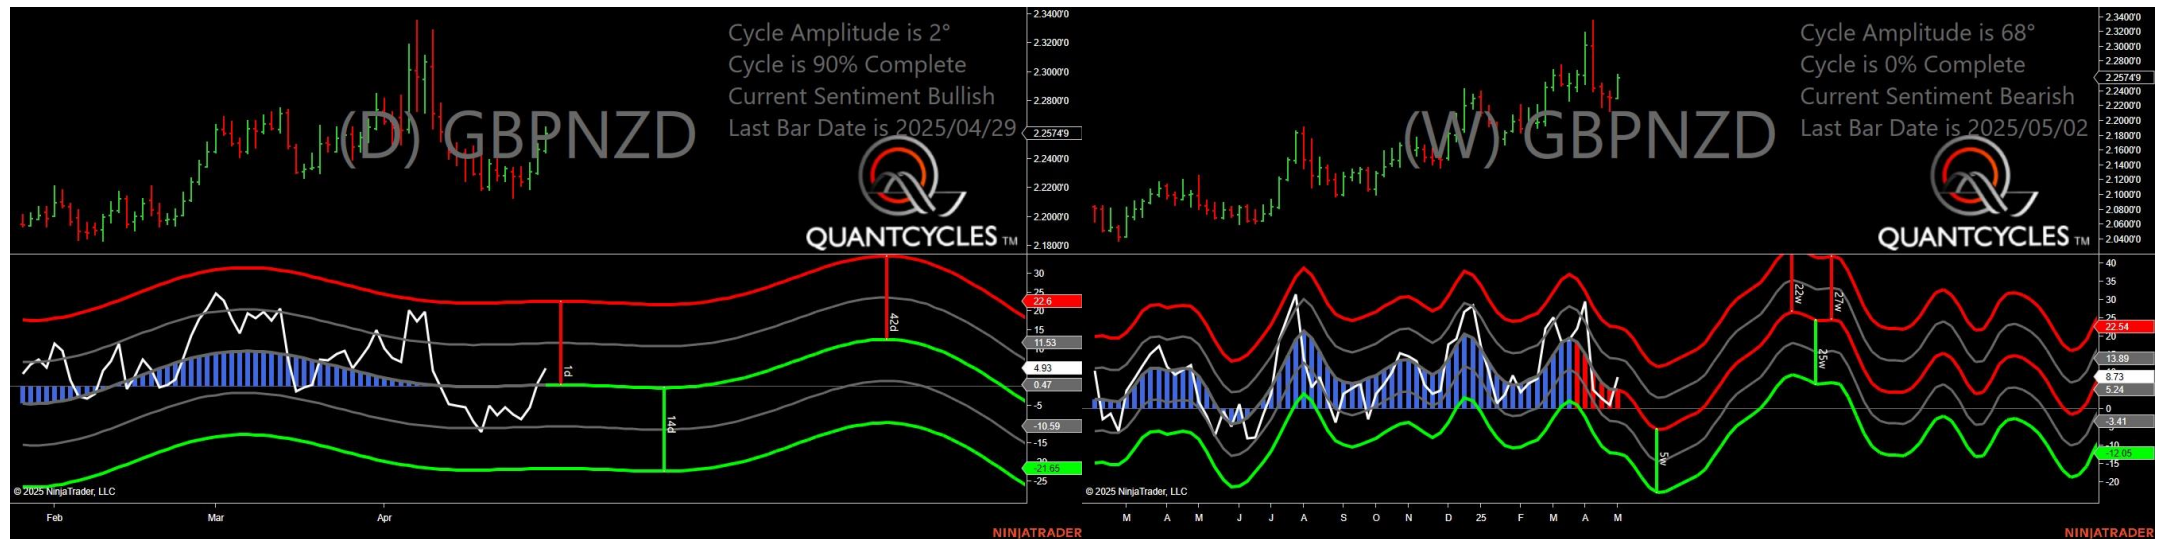 Cycle Amplitude is 2°
Cycle is 90% Complete
Current Sentiment Bullish
Last Bar Date is 2025/04/29
(D) GBPNZD
QUANTCYCLES TM
2.3400'0
2.3200'0
2.3000'0
2.2800'0
2.2574'9
2.2400'0
2.2200'0
2.2000'0
2.1800'0
30
25
22.6
20
15
11.53
10
4.93
0.47
-5
-10.59
-15
-21.65
-25
1d
14d
42d
© 2025 NinjaTrader, LLC
Feb Mar Apr
NINJATRADER
Cycle Amplitude is 68°
Cycle is 0% Complete
Current Sentiment Bearish
Last Bar Date is 2025/05/02
(W) GBPNZD
QUANTCYCLES TM
2.3400'0
2.3200'0
2.3000'0
2.2800'0
2.2574'9
2.2400'0
2.2200'0
2.2000'0
2.1800'0
2.1600'0
2.1400'0
2.1200'0
2.1000'0
2.0800'0
2.0600'0
2.0400'0
40
35
30
25
22.54
20
13.89
8.73
5.24
0
-3.41
-10
-12.05
-15
-20
22w
27w
25w
5w
© 2025 NinjaTrader, LLC
M A M J J A S O N D 25 F M A M
NINJATRADER